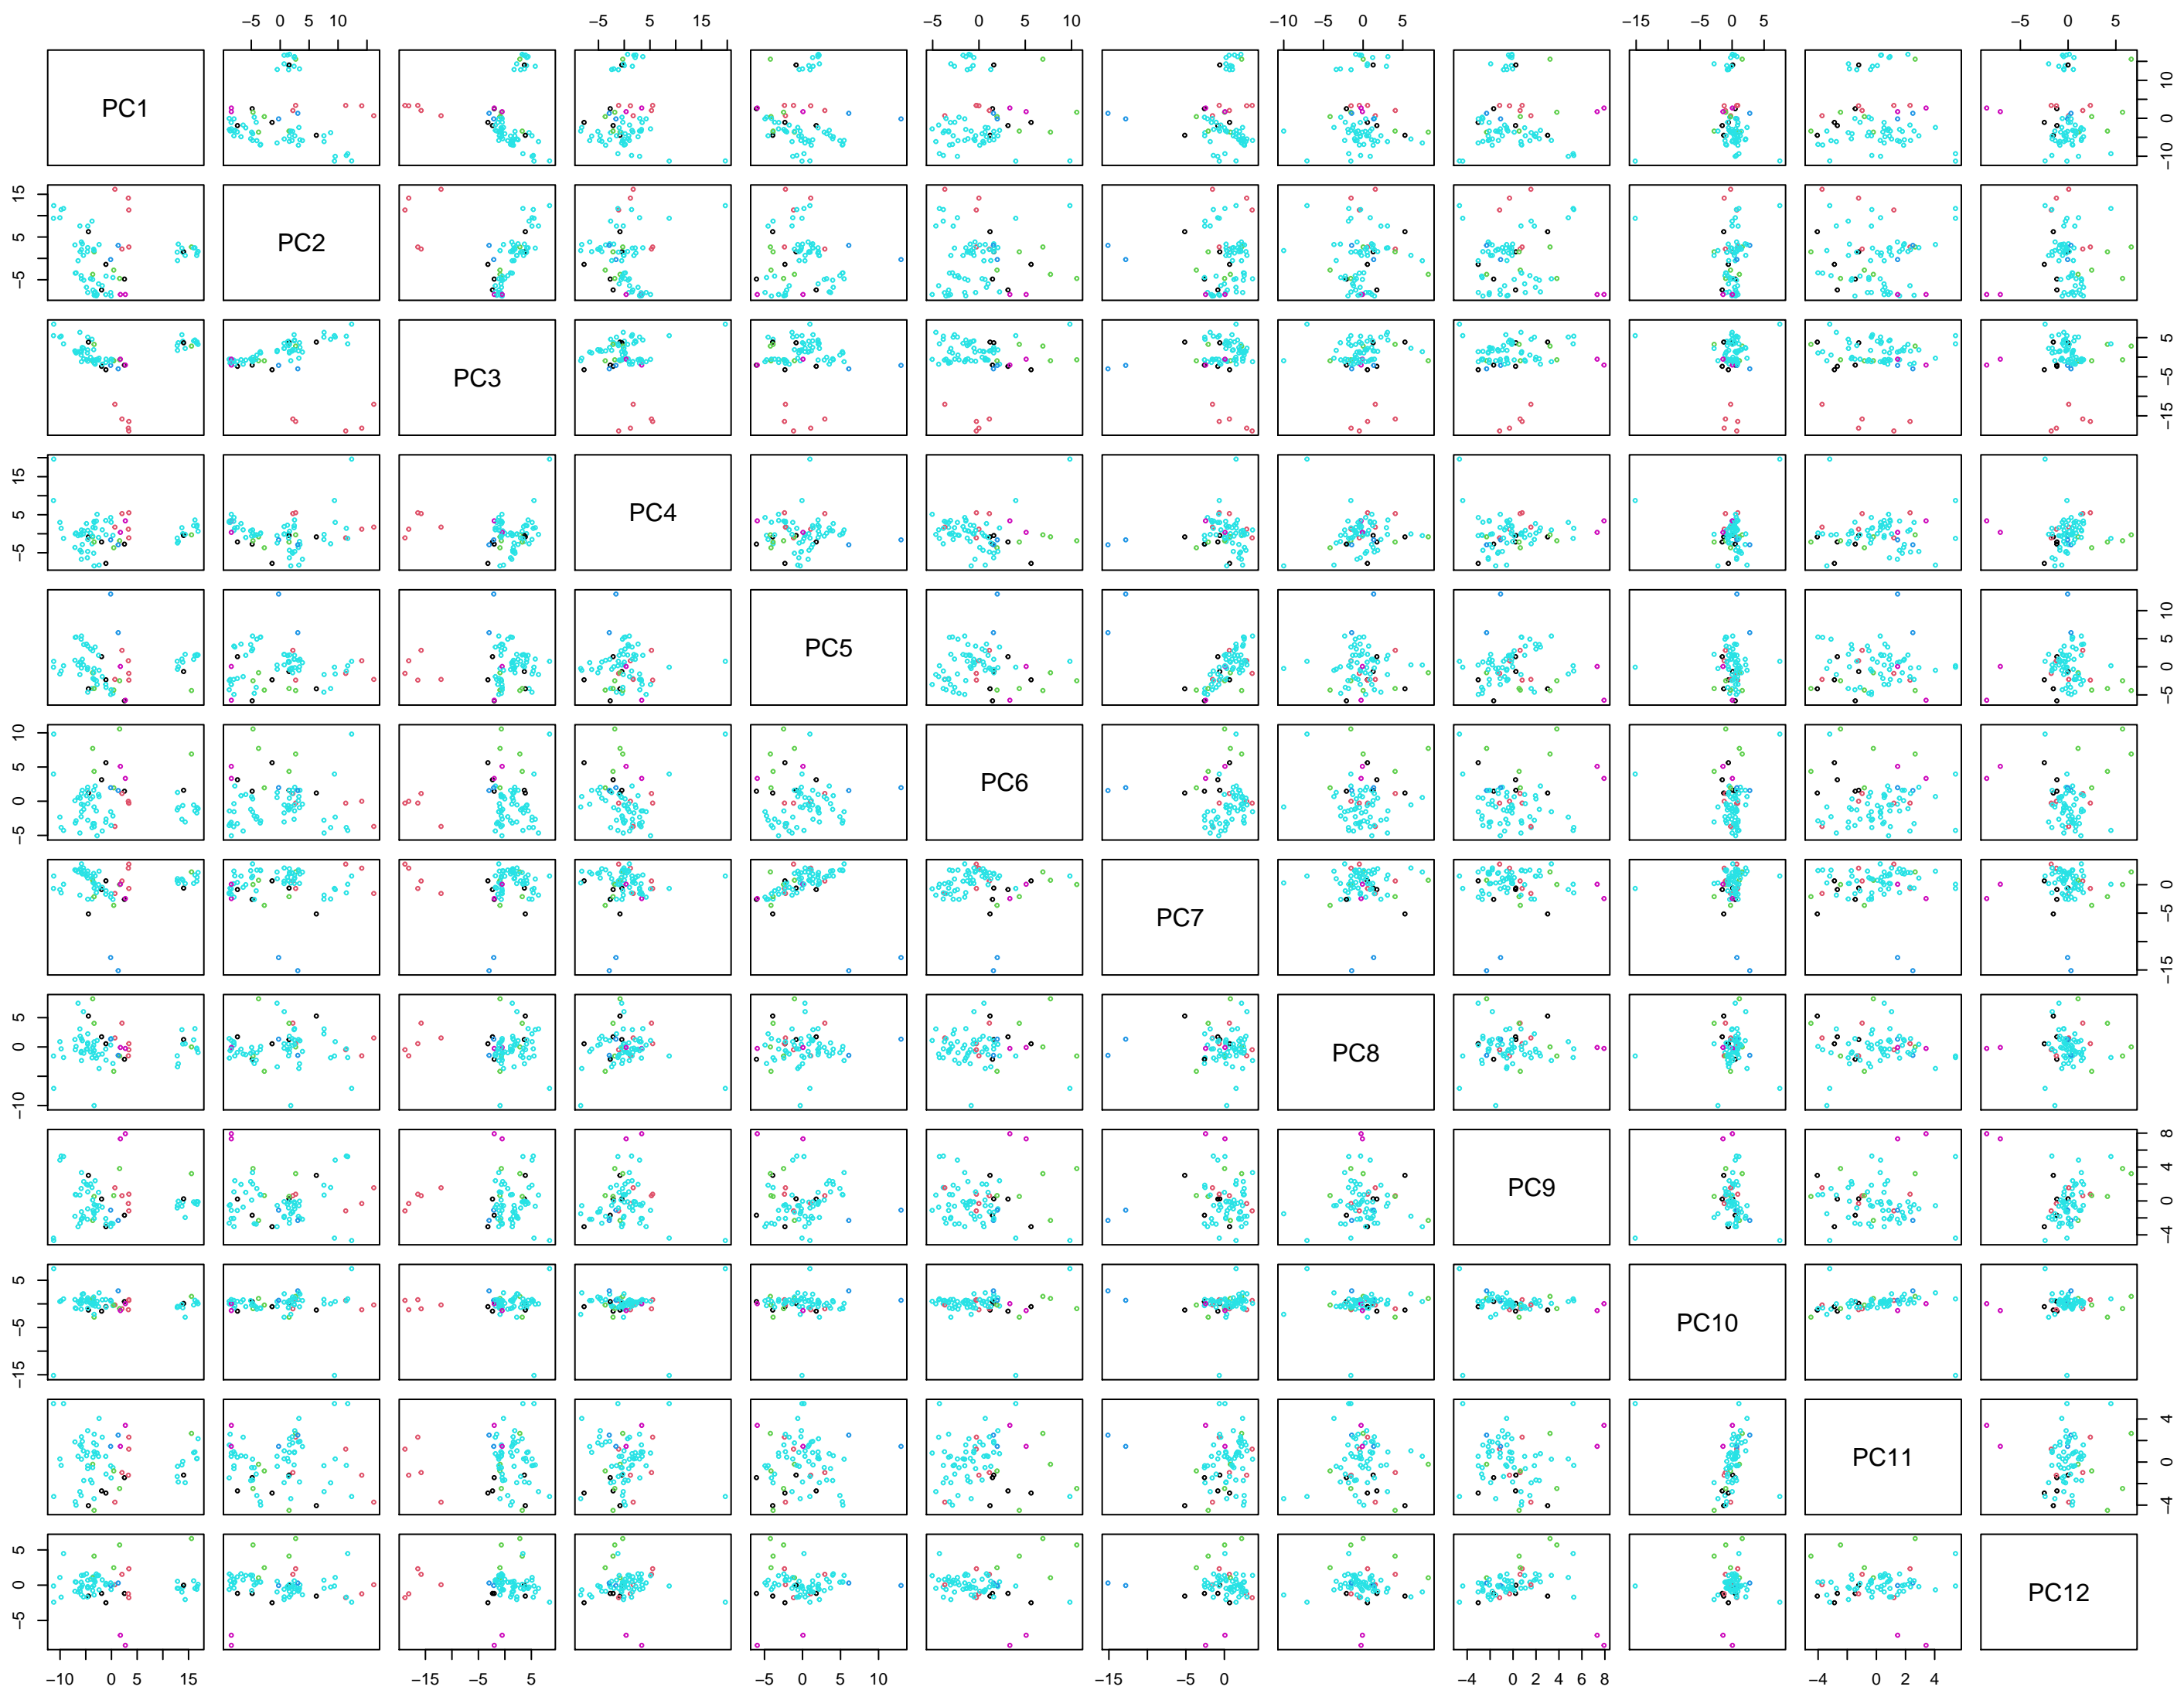 −5 0 5 10 −5 5 15 −5 0 5 10 −10 −5 0 5 −15 −5 5 −5 5
PC1 −10 0 10
−5 5 15 PC2
PC3 −15 −5 5
−5 5 15 PC4
PC5 −5 0 5 10
−5 0 5 10 PC6
PC7 −15 −5 0
−10 0 5 PC8
PC9 −4 0 4 8
−15 −5 5 PC10
PC11 −4 0 4
−5 0 5 PC12
−10 0 5 15 −15 −5 5 −5 0 5 10 −15 −5 0 −4 0 2 4 6 8 −4 0 2 4